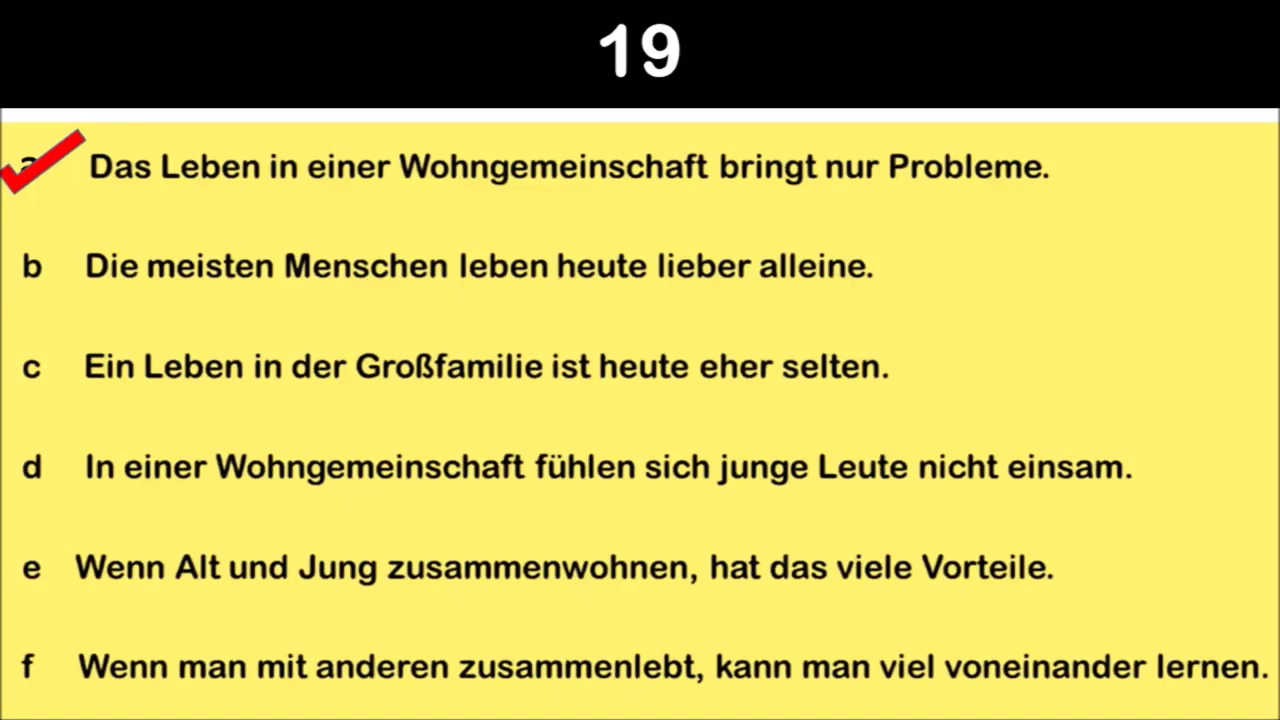 19
a Das Leben in einer Wohngemeinschaft bringt nur Probleme.
b Die meisten Menschen leben heute lieber alleine.
c Ein Leben in der Großfamilie ist heute eher selten.
d In einer Wohngemeinschaft fühlen sich junge Leute nicht einsam.
e Wenn Alt und Jung zusammenwohnen, hat das viele Vorteile.
f Wenn man mit anderen zusammenlebt, kann man viel voneinander lernen.